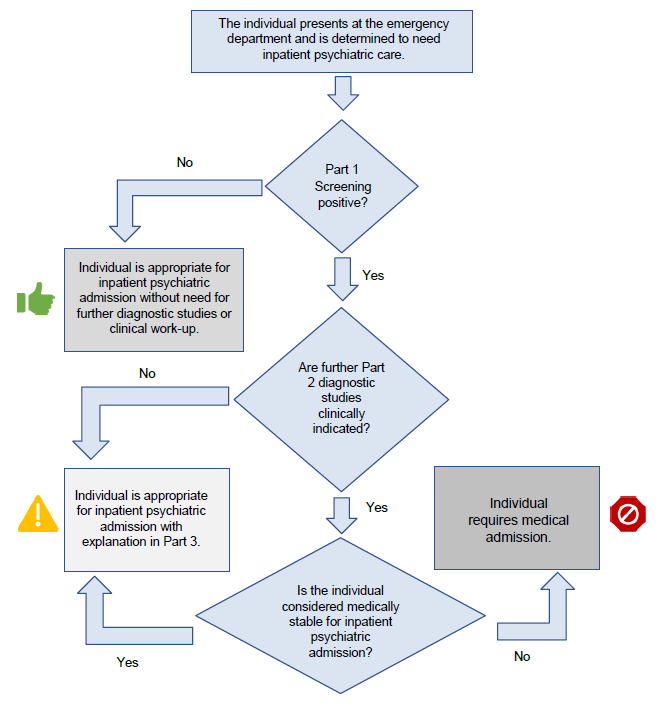 The individual presents at the emergency
department and is determined to need
inpatient psychiatric care.
Part 1
Screening
positive?
No
Yes
Individual is appropriate for
inpatient psychiatric
admission without need for
further diagnostic studies or
clinical work-up.
Are further Part
2 diagnostic
studies
clinically
indicated?
No
Yes
Individual is appropriate
for inpatient psychiatric
admission with
explanation in Part 3.
Individual
requires medical
admission.
Is the individual
considered medically
stable for inpatient
psychiatric
admission?
Yes
No